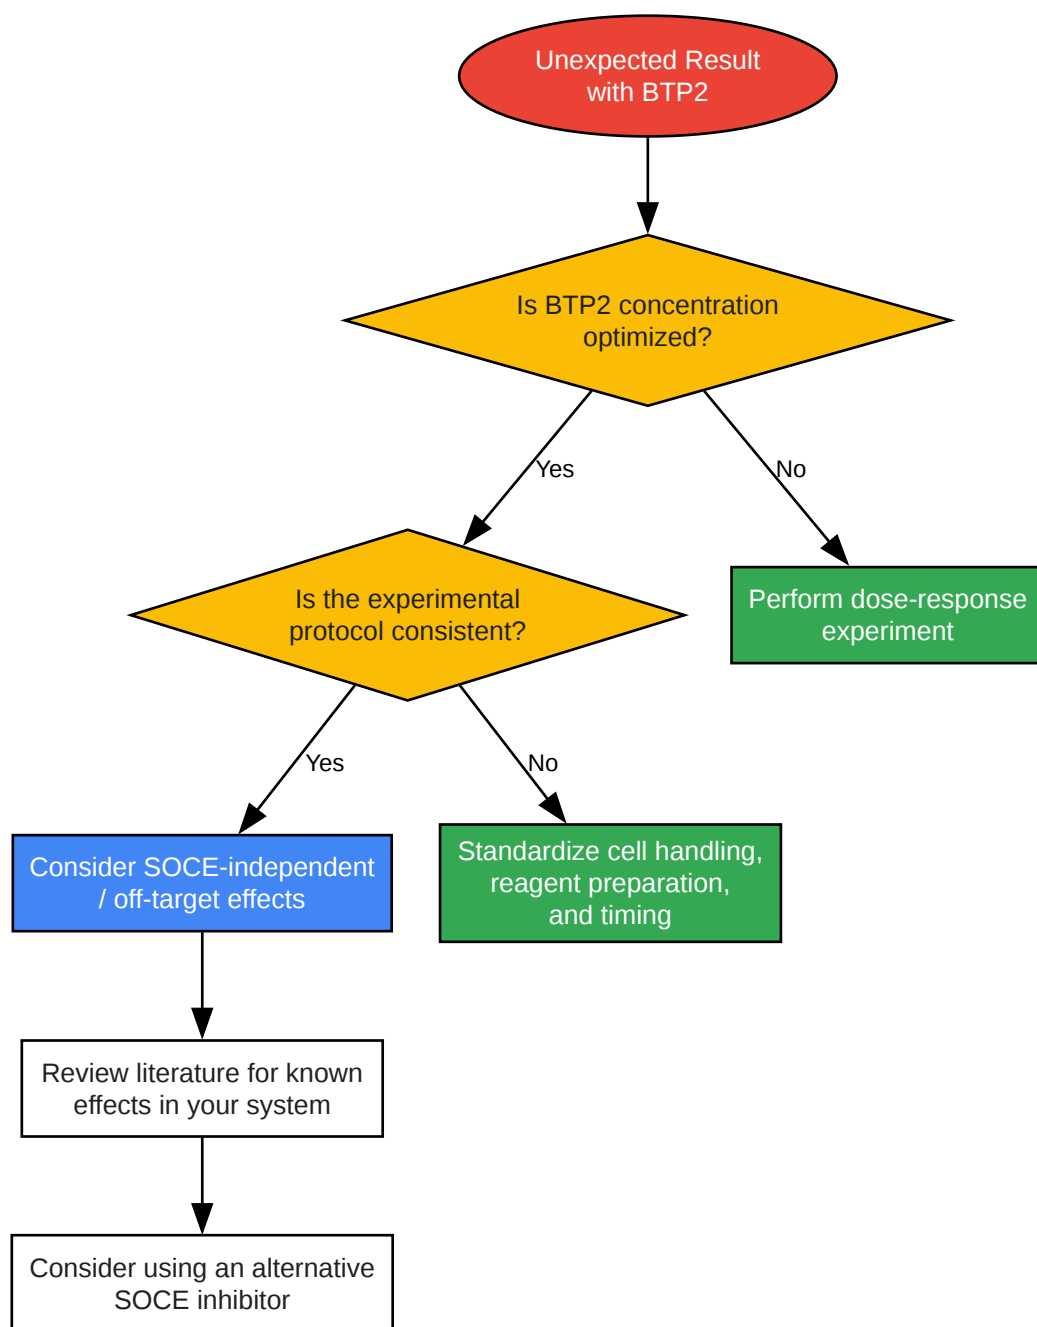 Unexpected Result
with BTP2
Is BTP2 concentration
optimized?
Yes
No
Is the experimental
protocol consistent?
Perform dose-response
experiment
Yes
No
Consider SOCE-independent
/ off-target effects
Standardize cell handling,
reagent preparation,
and timing
Review literature for known
effects in your system
Consider using an alternative
SOCE inhibitor